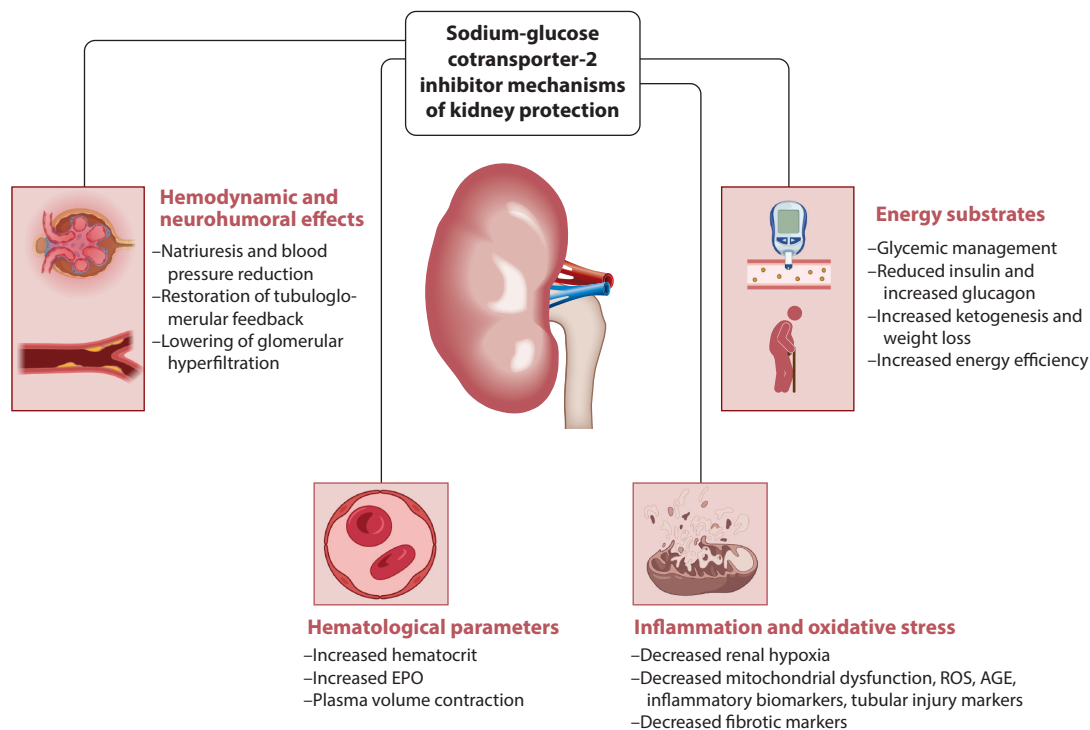 Sodium-glucose
cotransporter-2
inhibitor mechanisms
of kidney protection
Hemodynamic and
neurohumoral effects
–Natriuresis and blood
pressure reduction
–Restoration of tubuloglo-
merular feedback
–Lowering of glomerular
hyperfiltration
Energy substrates
–Glycemic management
–Reduced insulin and
increased glucagon
–Increased ketogenesis and
weight loss
–Increased energy efficiency
Hematological parameters
–Increased hematocrit
–Increased EPO
–Plasma volume contraction
Inflammation and oxidative stress
–Decreased renal hypoxia
–Decreased mitochondrial dysfunction, ROS, AGE,
inflammatory biomarkers, tubular injury markers
–Decreased fibrotic markers